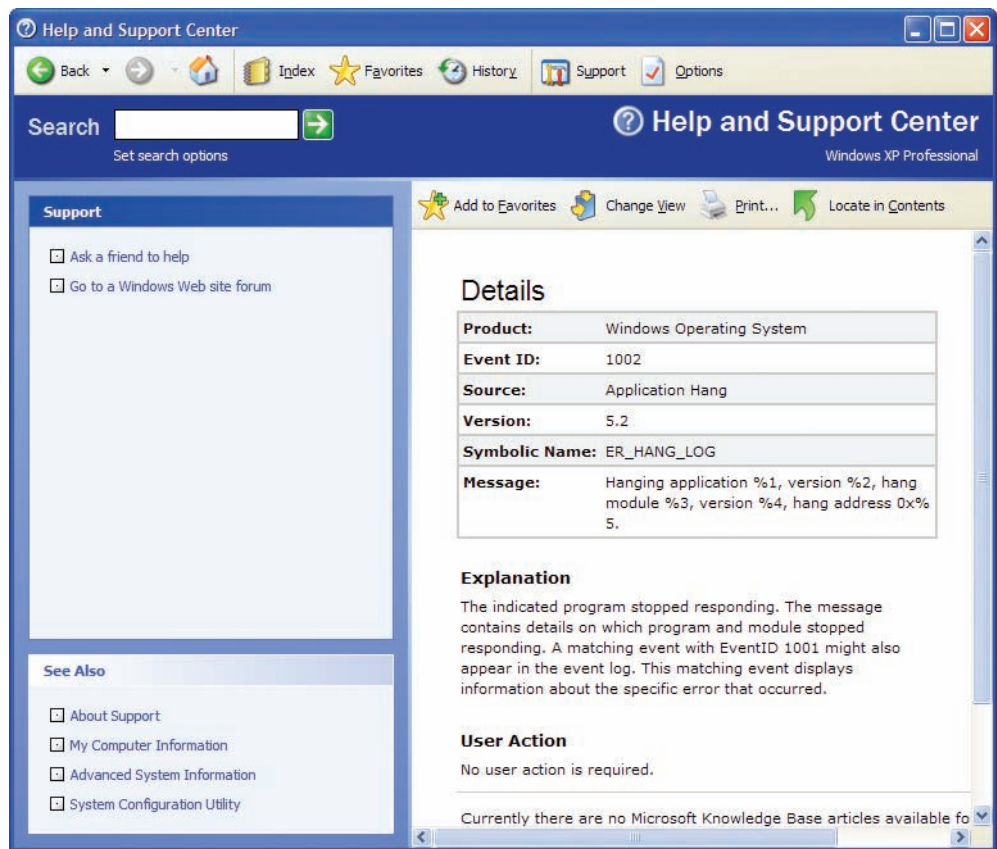 Help and Support Center
Back
Index
Favorites
History
Support
Options
Search
Set search options
Help and Support Center
Windows XP Professional
Support
Ask a friend to help
Go to a Windows Web site forum
See Also
About Support
My Computer Information
Advanced System Information
System Configuration Utility
Add to Favorites
Change View
Print...
Locate in Contents
Details
Product: Windows Operating System
Event ID: 1002
Source: Application Hang
Version: 5.2
Symbolic Name: ER_HANG_LOG
Message: Hanging application %1, version %2, hang
module %3, version %4, hang address 0x%
5.
Explanation
The indicated program stopped responding. The message
contains details on which program and module stopped
responding. A matching event with EventID 1001 might also
appear in the event log. This matching event displays
information about the specific error that occurred.
User Action
No user action is required.
Currently there are no Microsoft Knowledge Base articles available fo